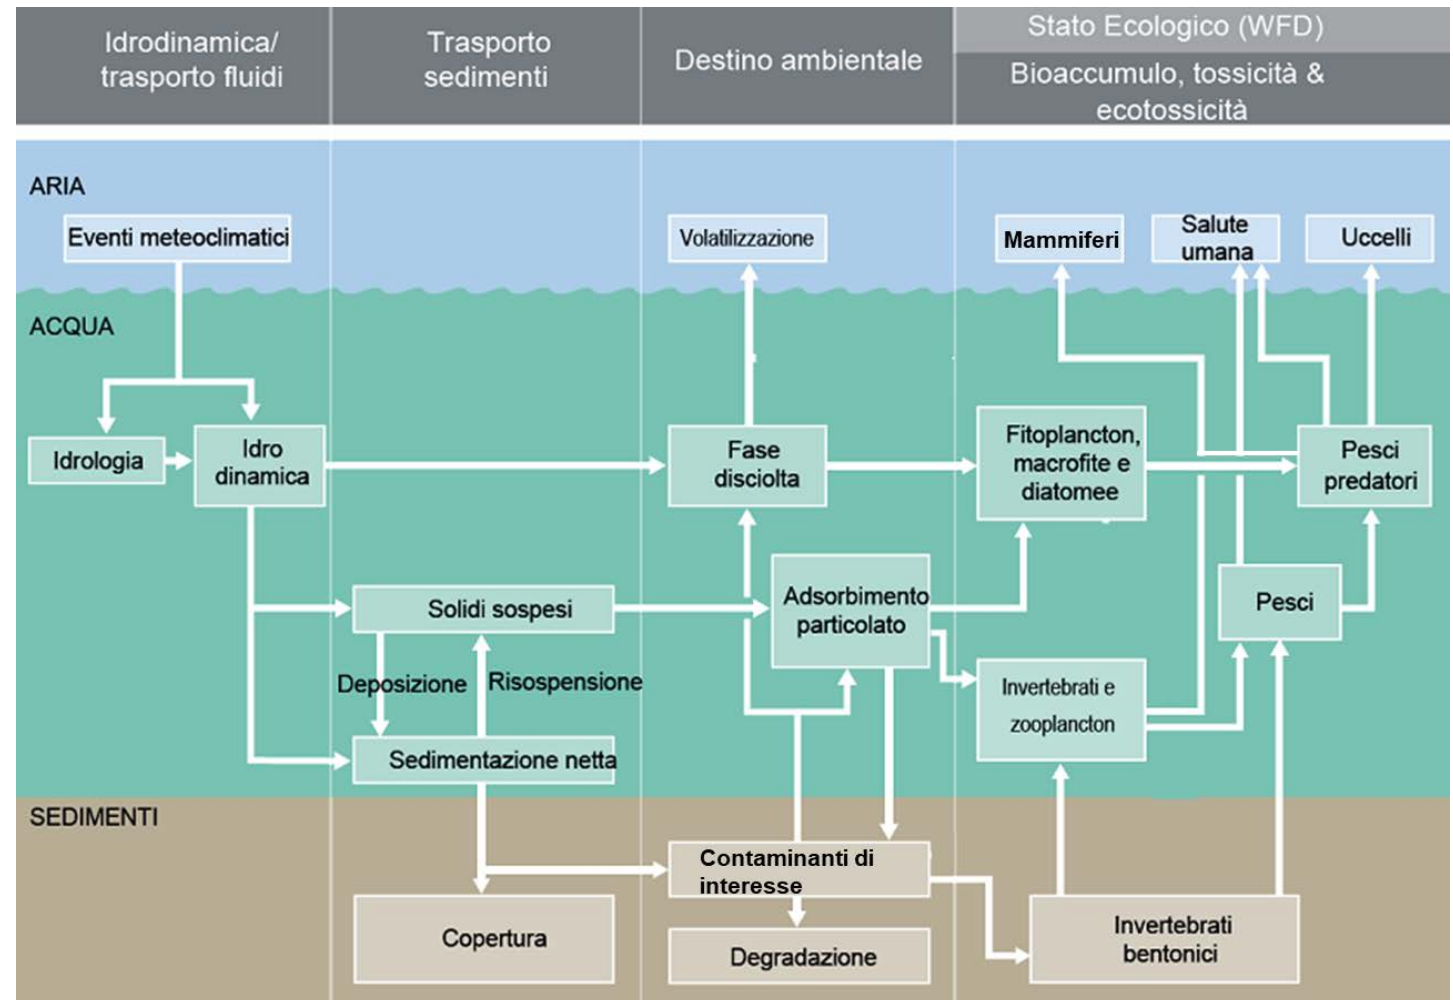 Idrodinamica/
trasporto fluidi
Trasporto
sedimenti
Destino ambientale
Stato Ecologico (WFD)
Bioaccumulo, tossicità &
ecotossicità
ARIA
Eventi meteoclimatici
Volatilizzazione
Mammiferi
Salute
umana
Uccelli
ACQUA
Idrologia
Idro
dinamica
Fase
disciolta
Fitoplancton,
macrofite e
diatomee
Pesci
predatori
Solidi sospesi
Adsorbimento
particolato
Pesci
Deposizione
Risospensione
Invertebrati e
zooplancton
Sedimentazione netta
SEDIMENTI
Contaminanti di
interesse
Copertura
Degradazione
Invertebrati
bentonici